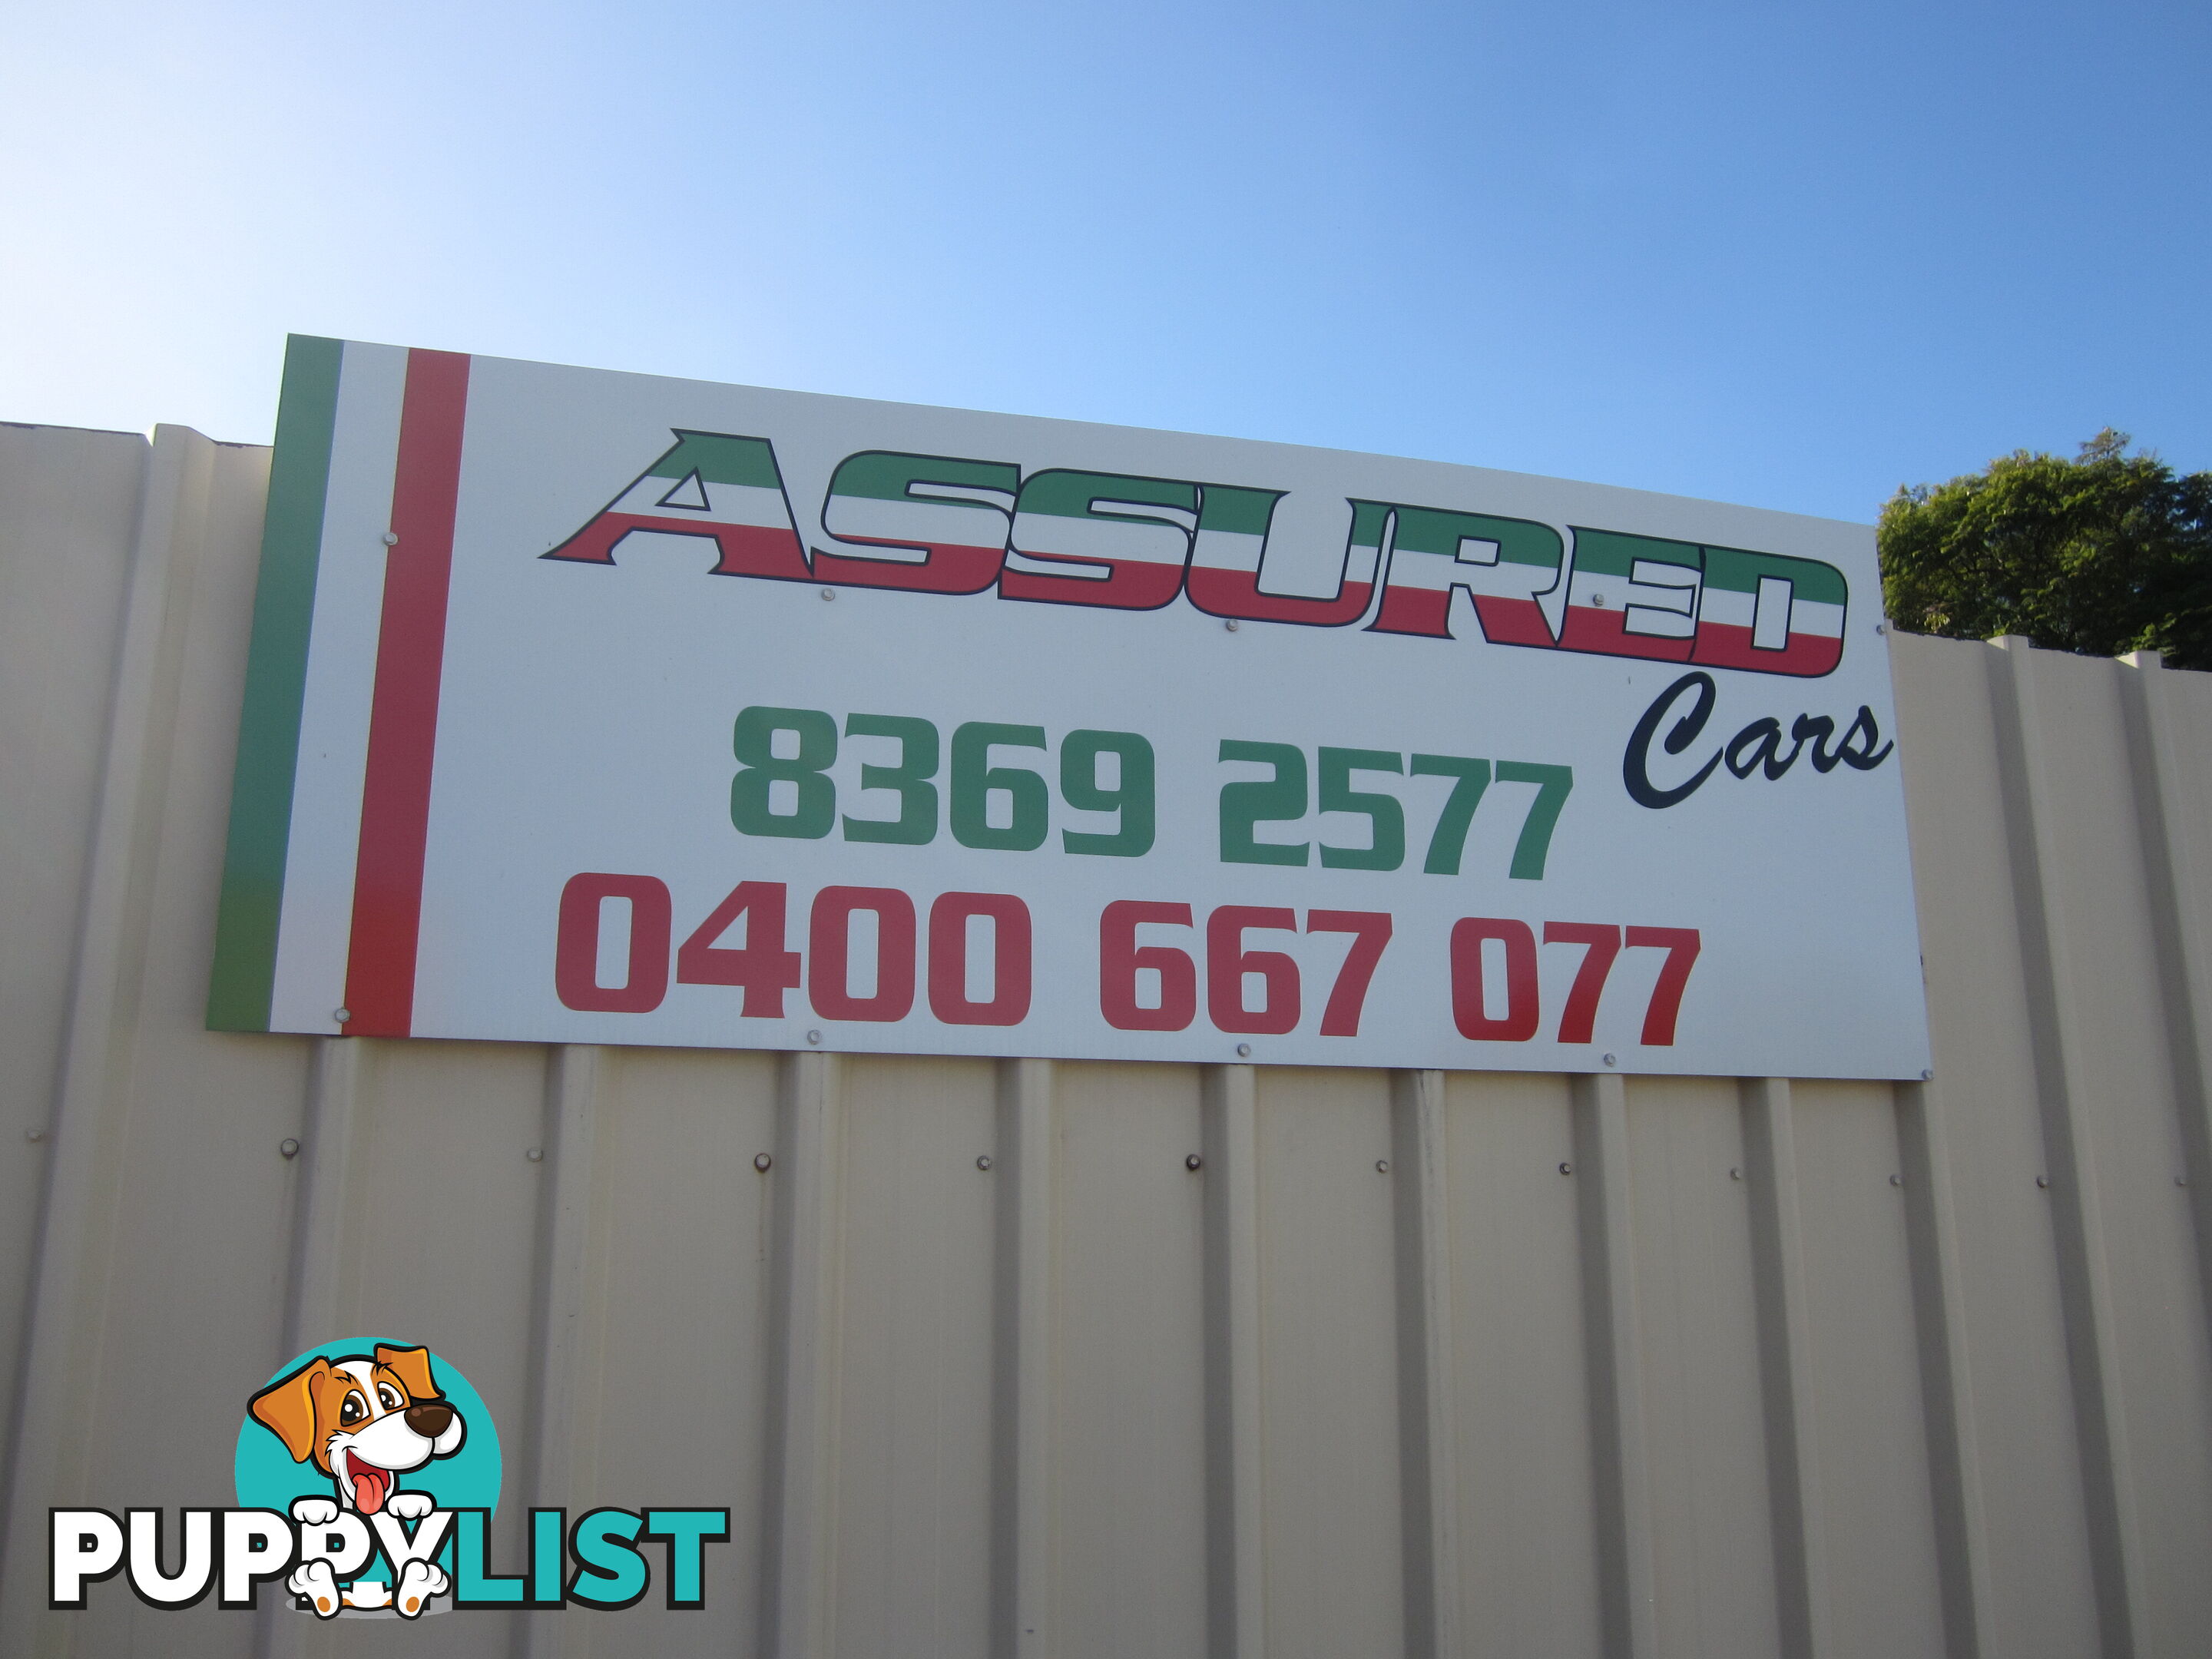 ASSURED
Cars
8369 2577
0400 667 077
PUPPYLIST